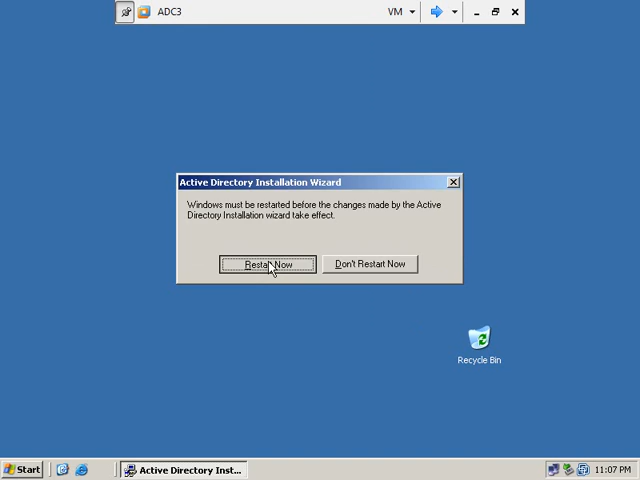 ADC3
VM
Active Directory Installation Wizard
Windows must be restarted before the changes made by the Active
Directory Installation wizard take effect.
Restart Now
Don't Restart Now
Recycle Bin
Start
Active Directory Inst...
11:07 PM